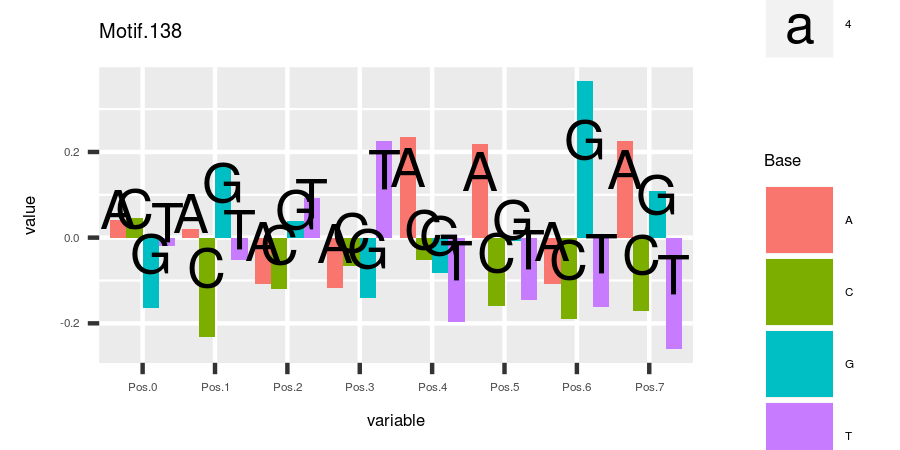 Motif.138
a 4
value
0.2
0.0
-0.2
A C G T A C G T A C G T A C G T A C G T A C G T A C G T A C G T
Pos.0 Pos.1 Pos.2 Pos.3 Pos.4 Pos.5 Pos.6 Pos.7
variable
Base
A
C
G
T